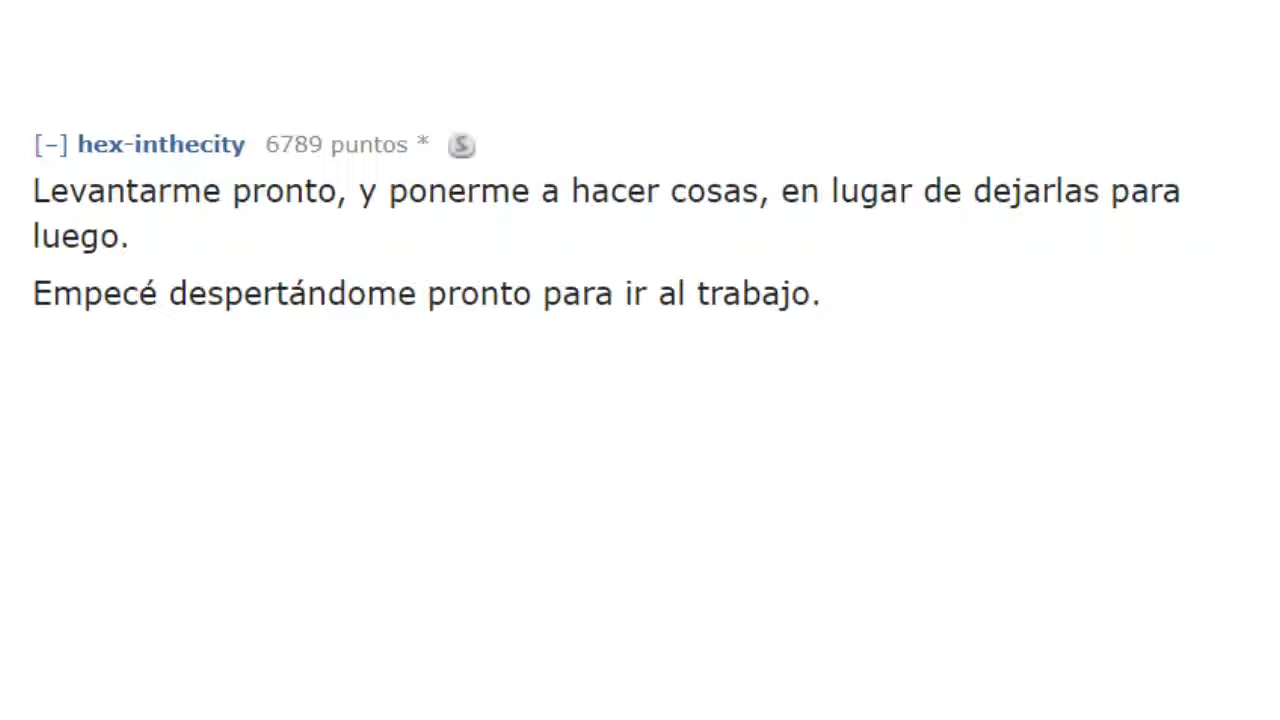 [–] hex-inthecity 6789 puntos * S
Levantarme pronto, y ponerme a hacer cosas, en lugar de dejarlas para
luego.
Empecé despertándome pronto para ir al trabajo.